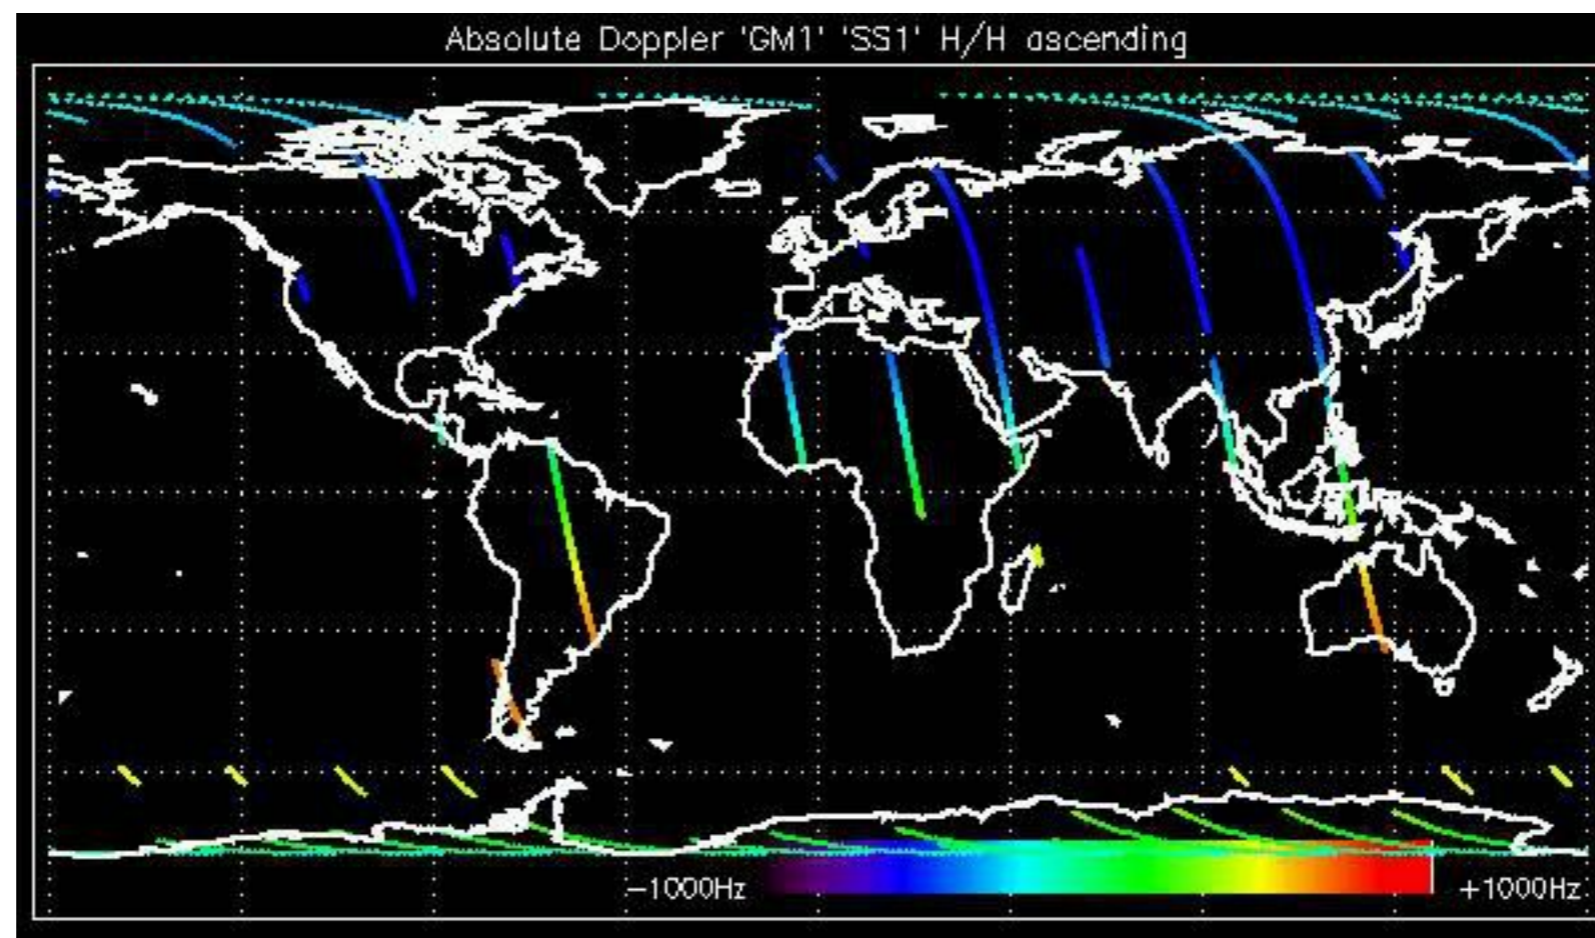 Absolute Doppler 'GM1' 'SS1' H/H ascending
−1000Hz
+1000Hz